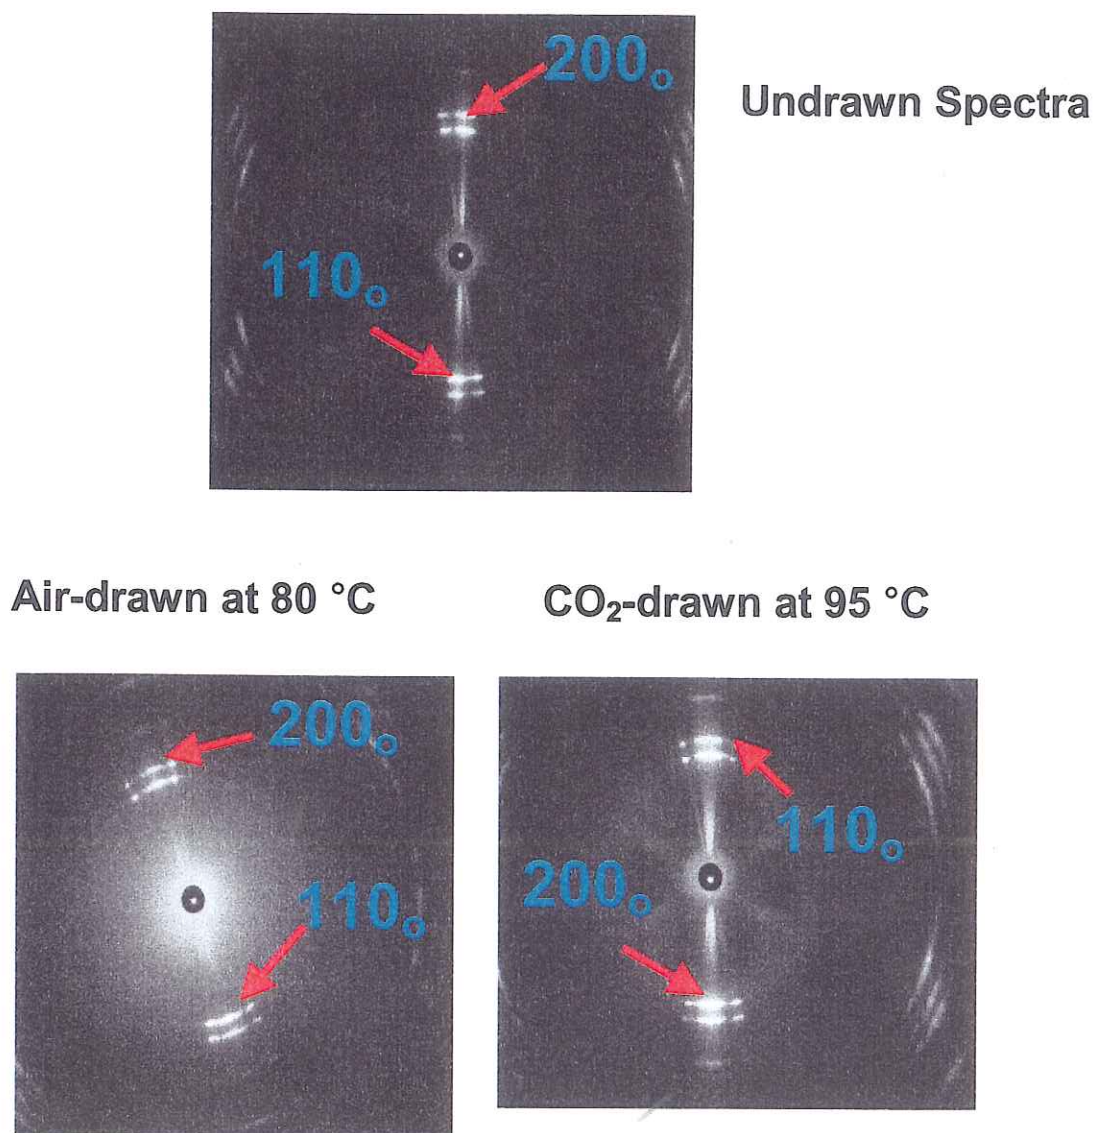 200o
Undrawn Spectra
110o
Air-drawn at 80 °C
CO₂-drawn at 95 °C
200o
110o
110o
200o